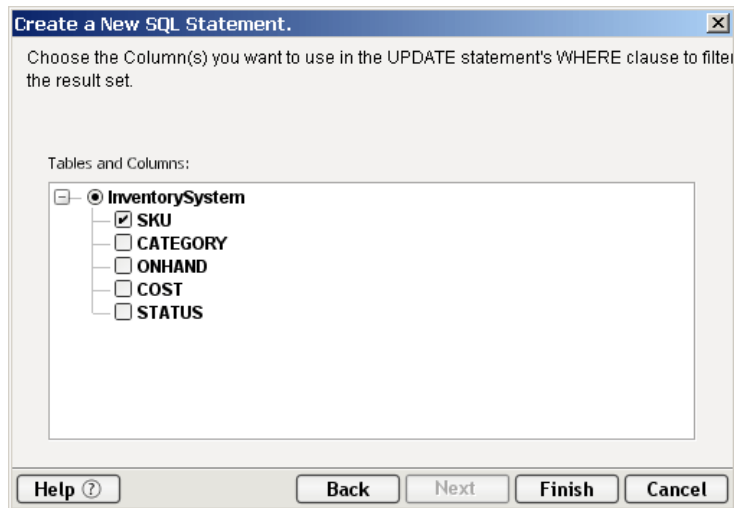 Create a New SQL Statement.
Choose the Column(s) you want to use in the UPDATE statement's WHERE clause to filter
the result set.
Tables and Columns:
InventorySystem
SKU
CATEGORY
ONHAND
COST
STATUS
Help ?
Back
Next
Finish
Cancel